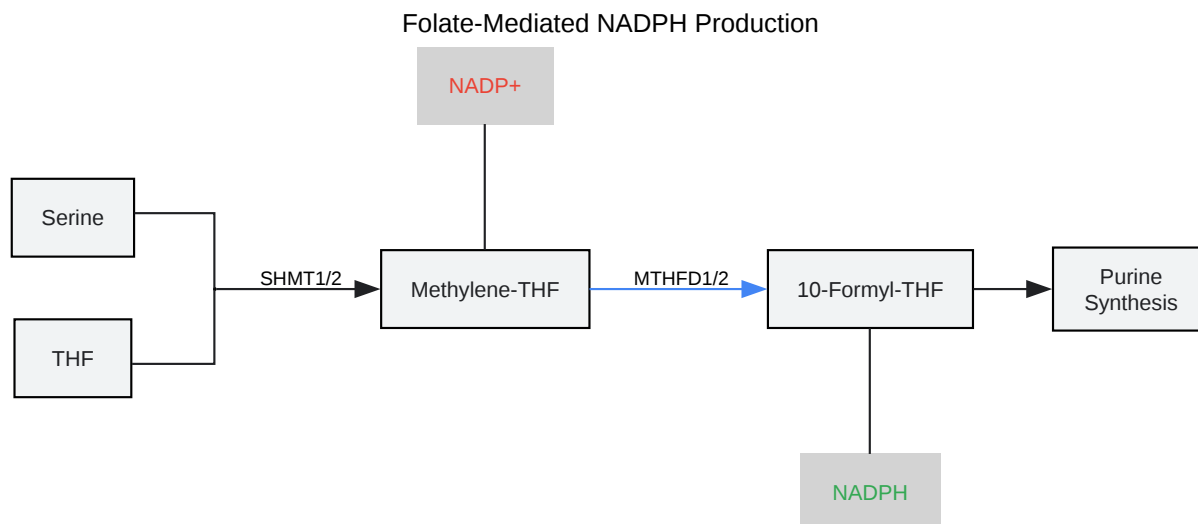 Folate-Mediated NADPH Production
NADP+
Serine
SHMT1/2
Methylene-THF
MTHFD1/2
10-Formyl-THF
Purine
Synthesis
THF
NADPH